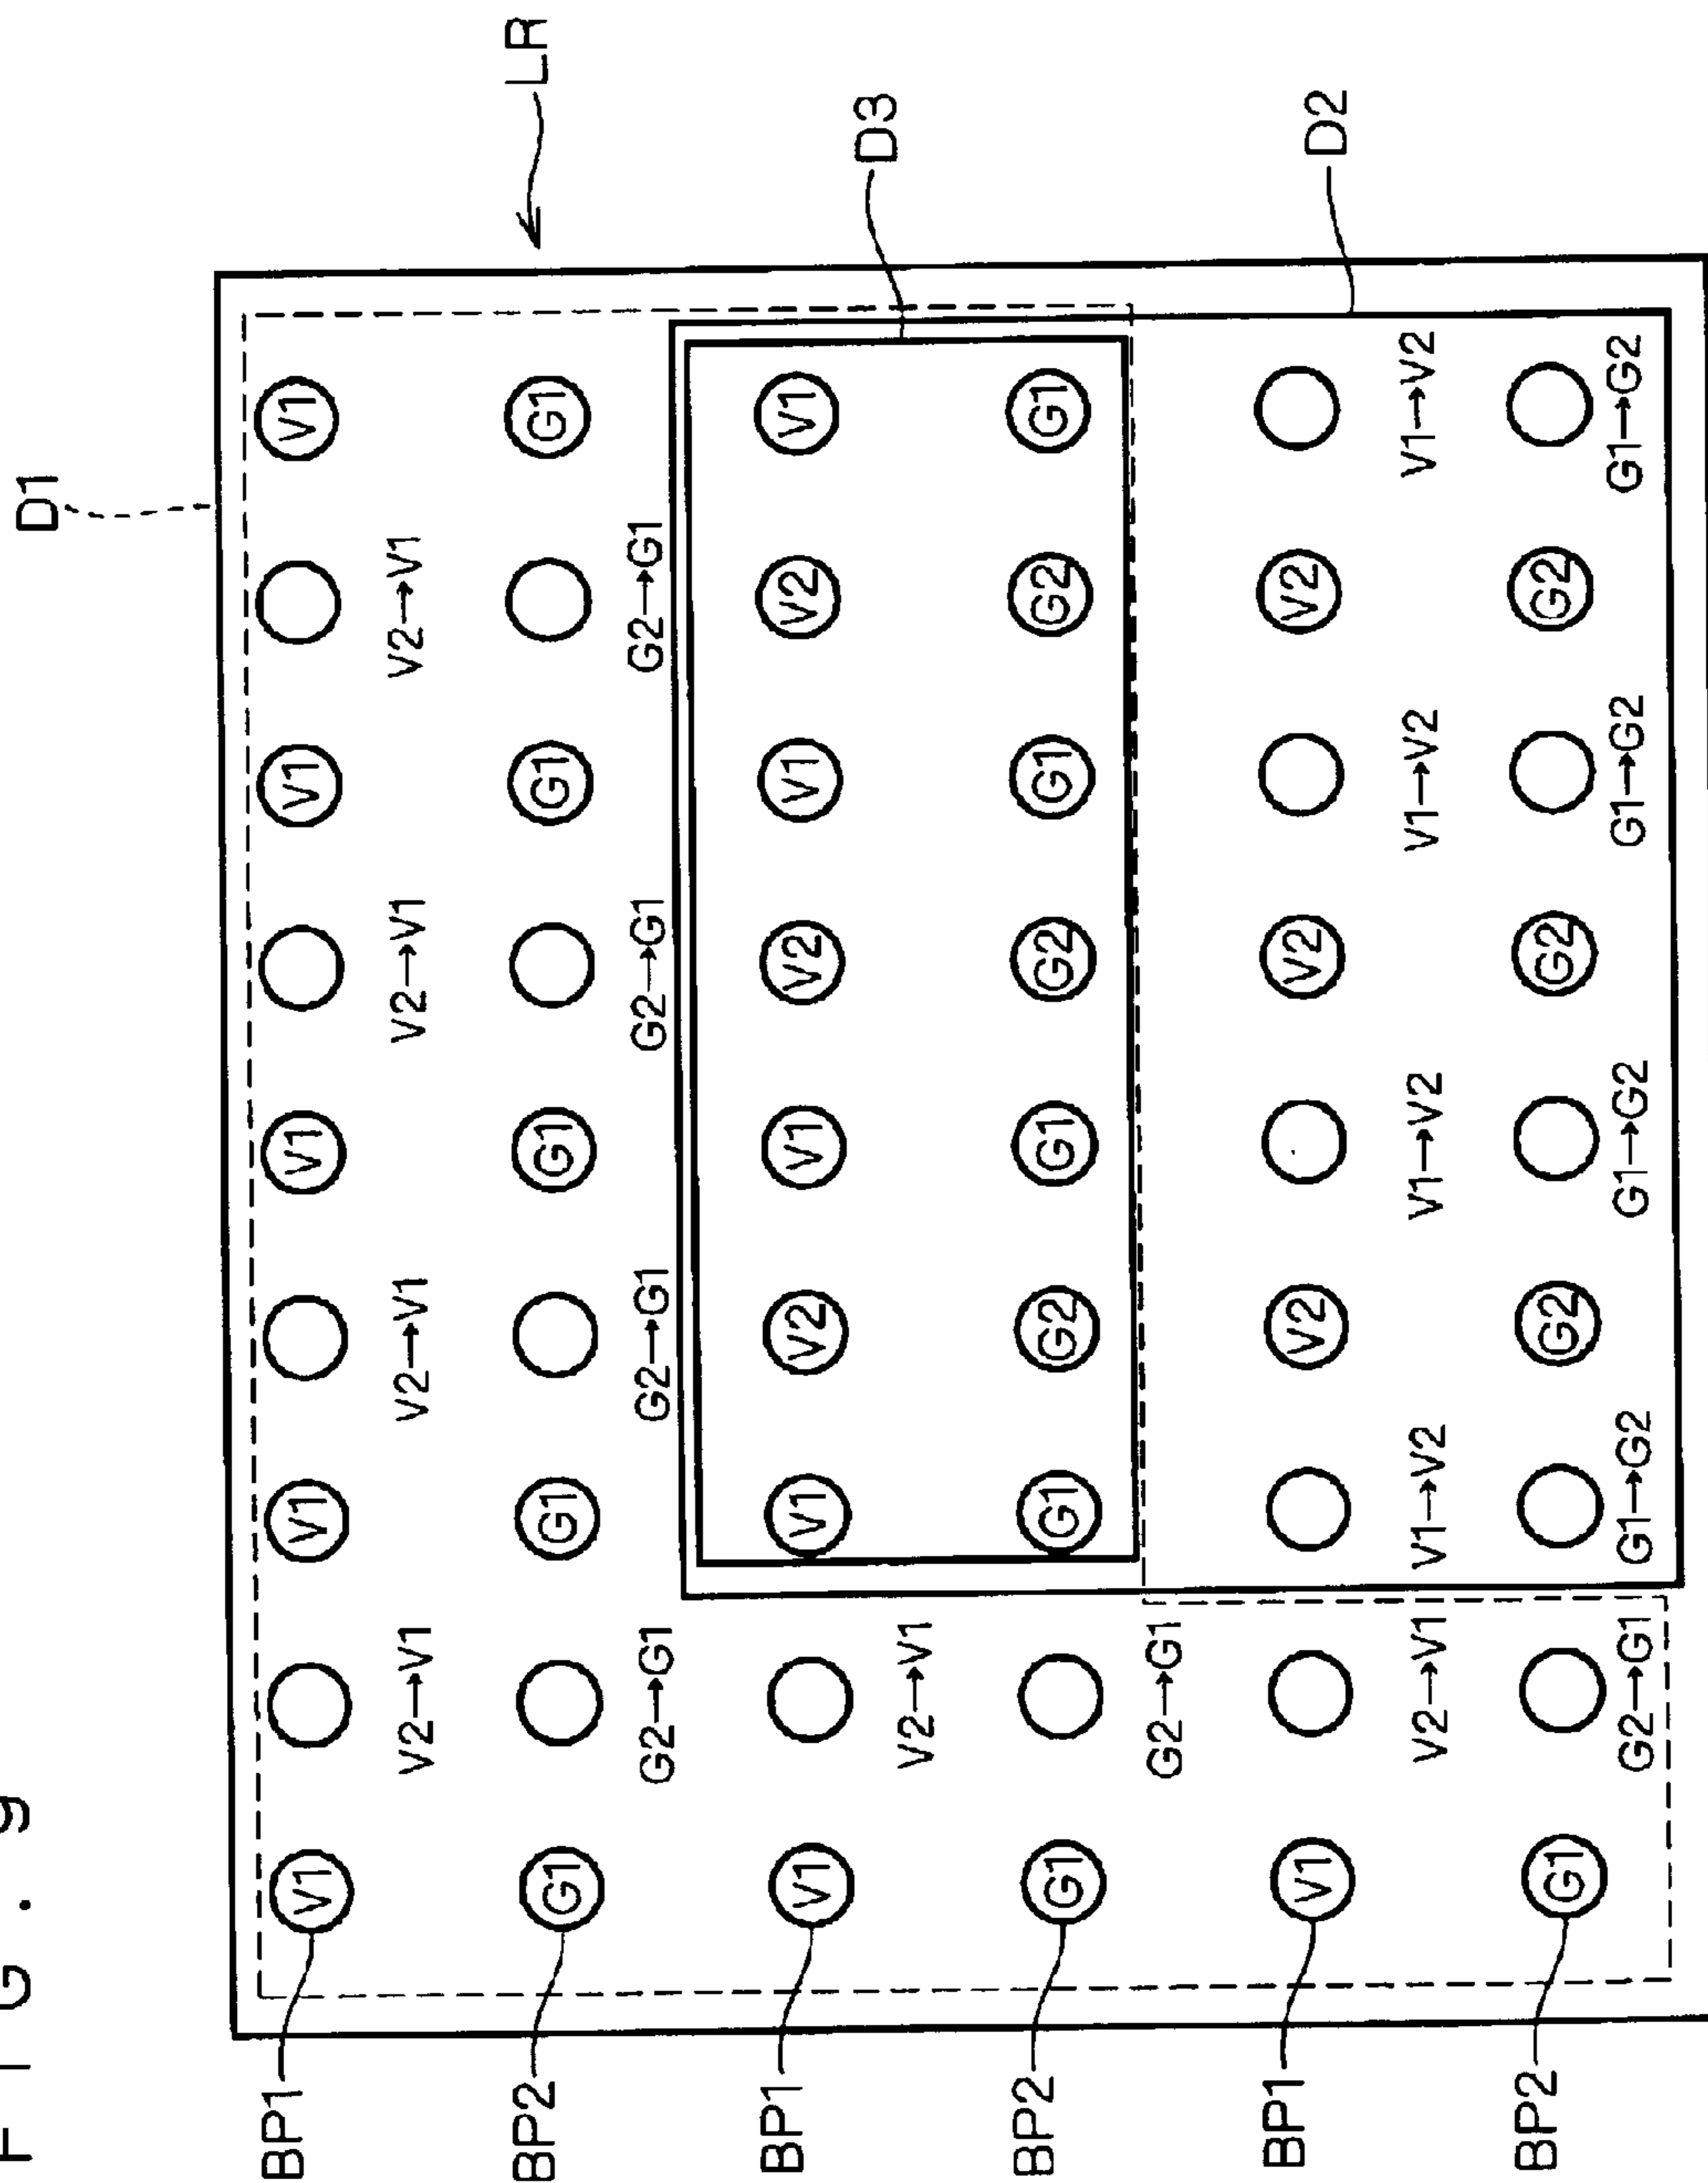 FIG. 9
D1
BP1 V1 V1 V1 V1 V1
V2→V1 V2→V1 V2→V1 V2→V1
BP2 G1 G1 G1 G1 G1 LR
G2→G1 G2→G1 G2→G1 G2→G1
BP1 V1 V1 V2 V1 V2 V1 V2 V1
D3
V2→V1
BP2 G1 G1 G2 G1 G2 G1 G2 G1
G2→G1
BP1 V1 V2 V2 V2 D2
V2→V1 V1→V2 V1→V2 V1→V2 V1→V2
BP2 G1 G2 G2 G2
G2→G1 G1→G2 G1→G2 G1→G2 G1→G2